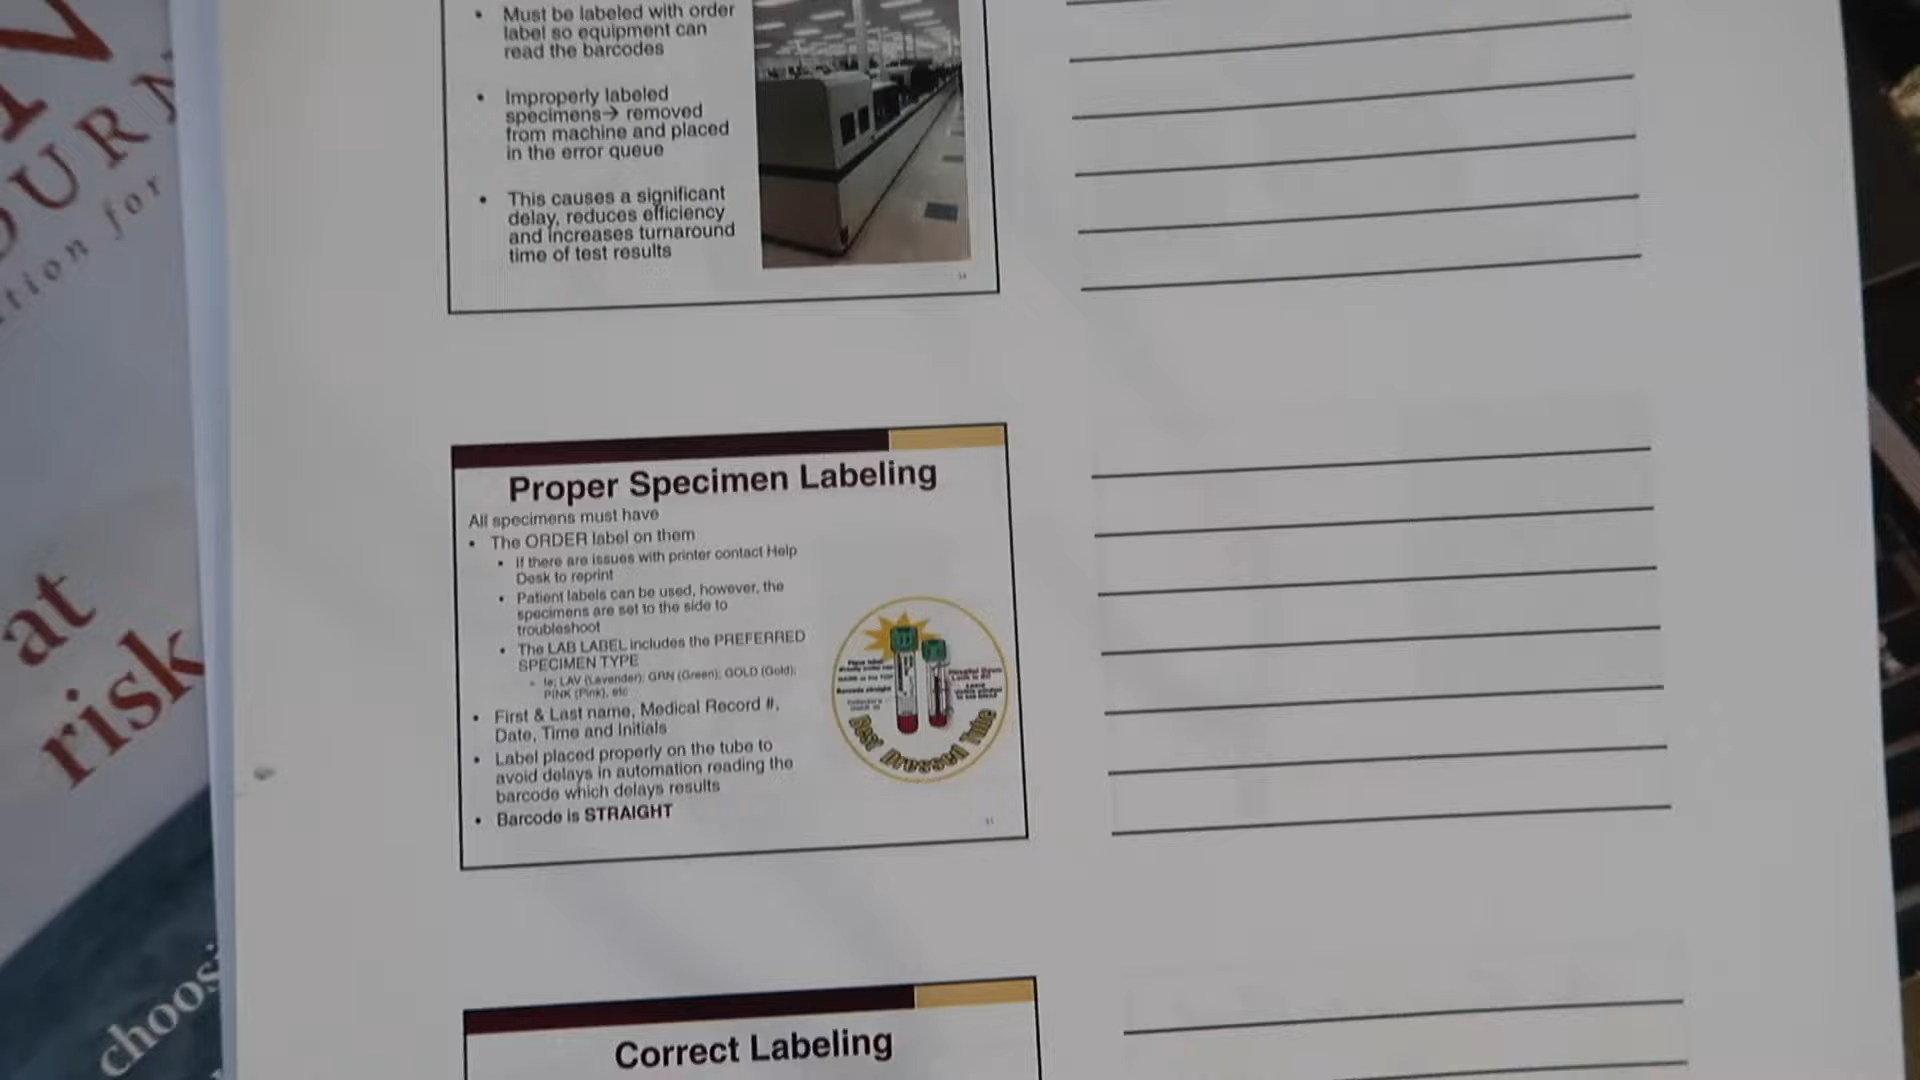 • Must be labeled with order
label so equipment can
read the barcodes
• Improperly labeled
specimens→ removed
from machine and placed
in the error queue
• This causes a significant
delay, reduces efficiency
and increases turnaround
time of test results
Proper Specimen Labeling
All specimens must have
• The ORDER label on them
• If there are issues with printer contact Help
Desk to reprint
• Patient labels can be used, however, the
specimens are set to the side to
troubleshoot
• The LAB LABEL includes the PREFERRED
SPECIMEN TYPE
Ie; LAV (Lavender); GRN (Green); GOLD (Gold);
PINK (Pink), etc
• First & Last name, Medical Record #,
Date, Time and Initials
• Label placed properly on the tube to
avoid delays in automation reading the
barcode which delays results
• Barcode is STRAIGHT
Barcode straight
Best Dressed Tube
Correct Labeling
at
risk
choosi